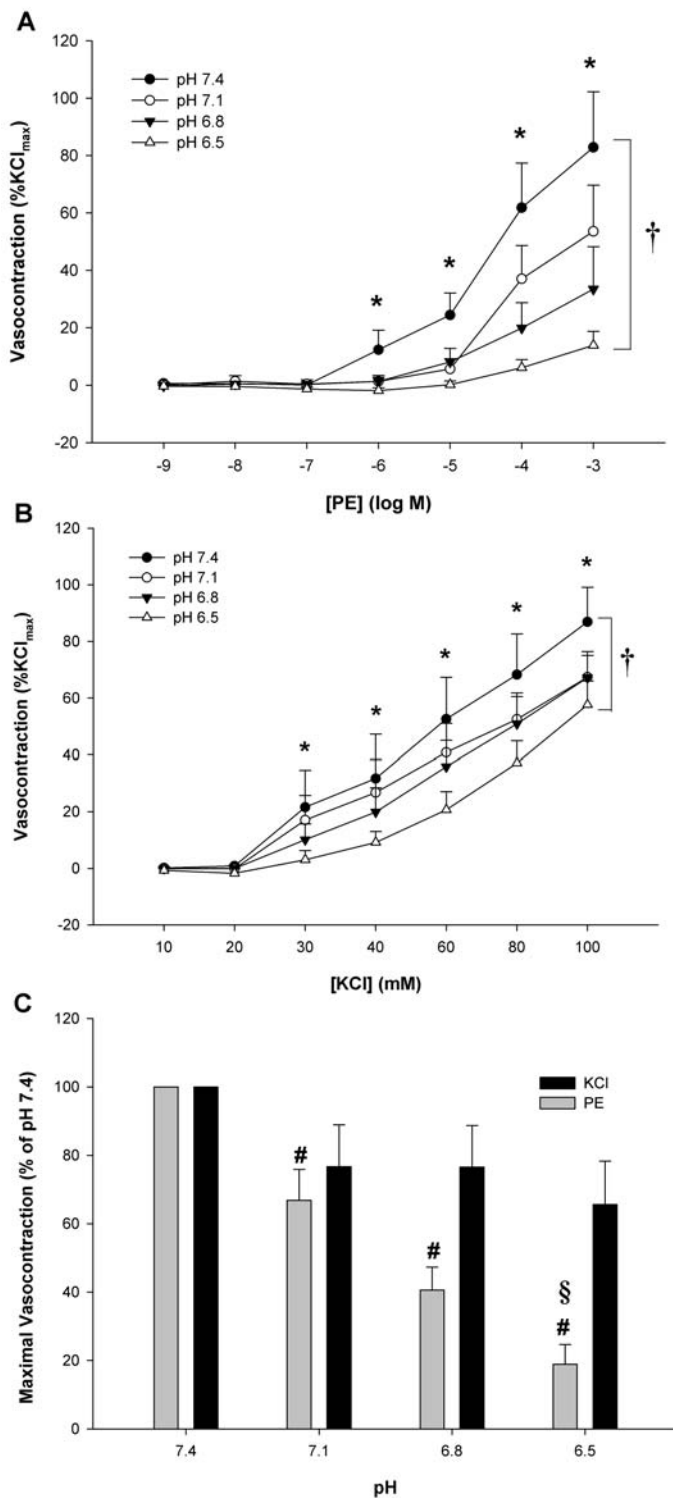 A
Vasocontraction (%KCl_max)
120
100
80
60
40
20
0
-20
pH 7.4
pH 7.1
pH 6.8
pH 6.5
*
*
*
*
†
-9 -8 -7 -6 -5 -4 -3
[PE] (log M)
B
Vasocontraction (%KCl_max)
120
100
80
60
40
20
0
-20
pH 7.4
pH 7.1
pH 6.8
pH 6.5
* * * * *
†
10 20 30 40 60 80 100
[KCl] (mM)
C
Maximal Vasocontraction (% of pH 7.4)
120
100
80
60
40
20
0
KCl
PE
#
#
§
#
7.4 7.1 6.8 6.5
pH